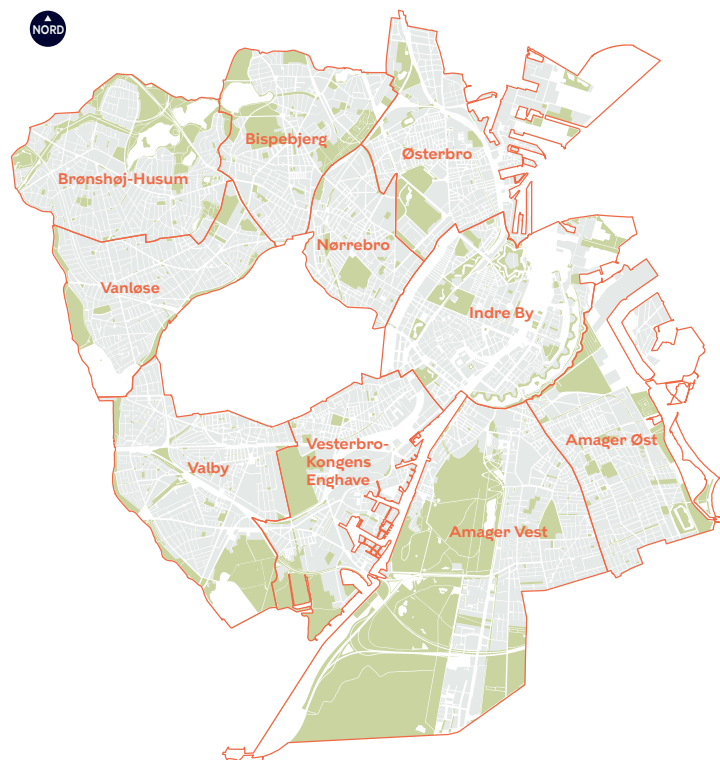 NORD
Bispebjerg
Østerbro
Brønshøj-Husum
Nørrebro
Vanløse
Indre By
Vesterbro-
Kongens
Enghave
Amager Øst
Valby
Amager Vest